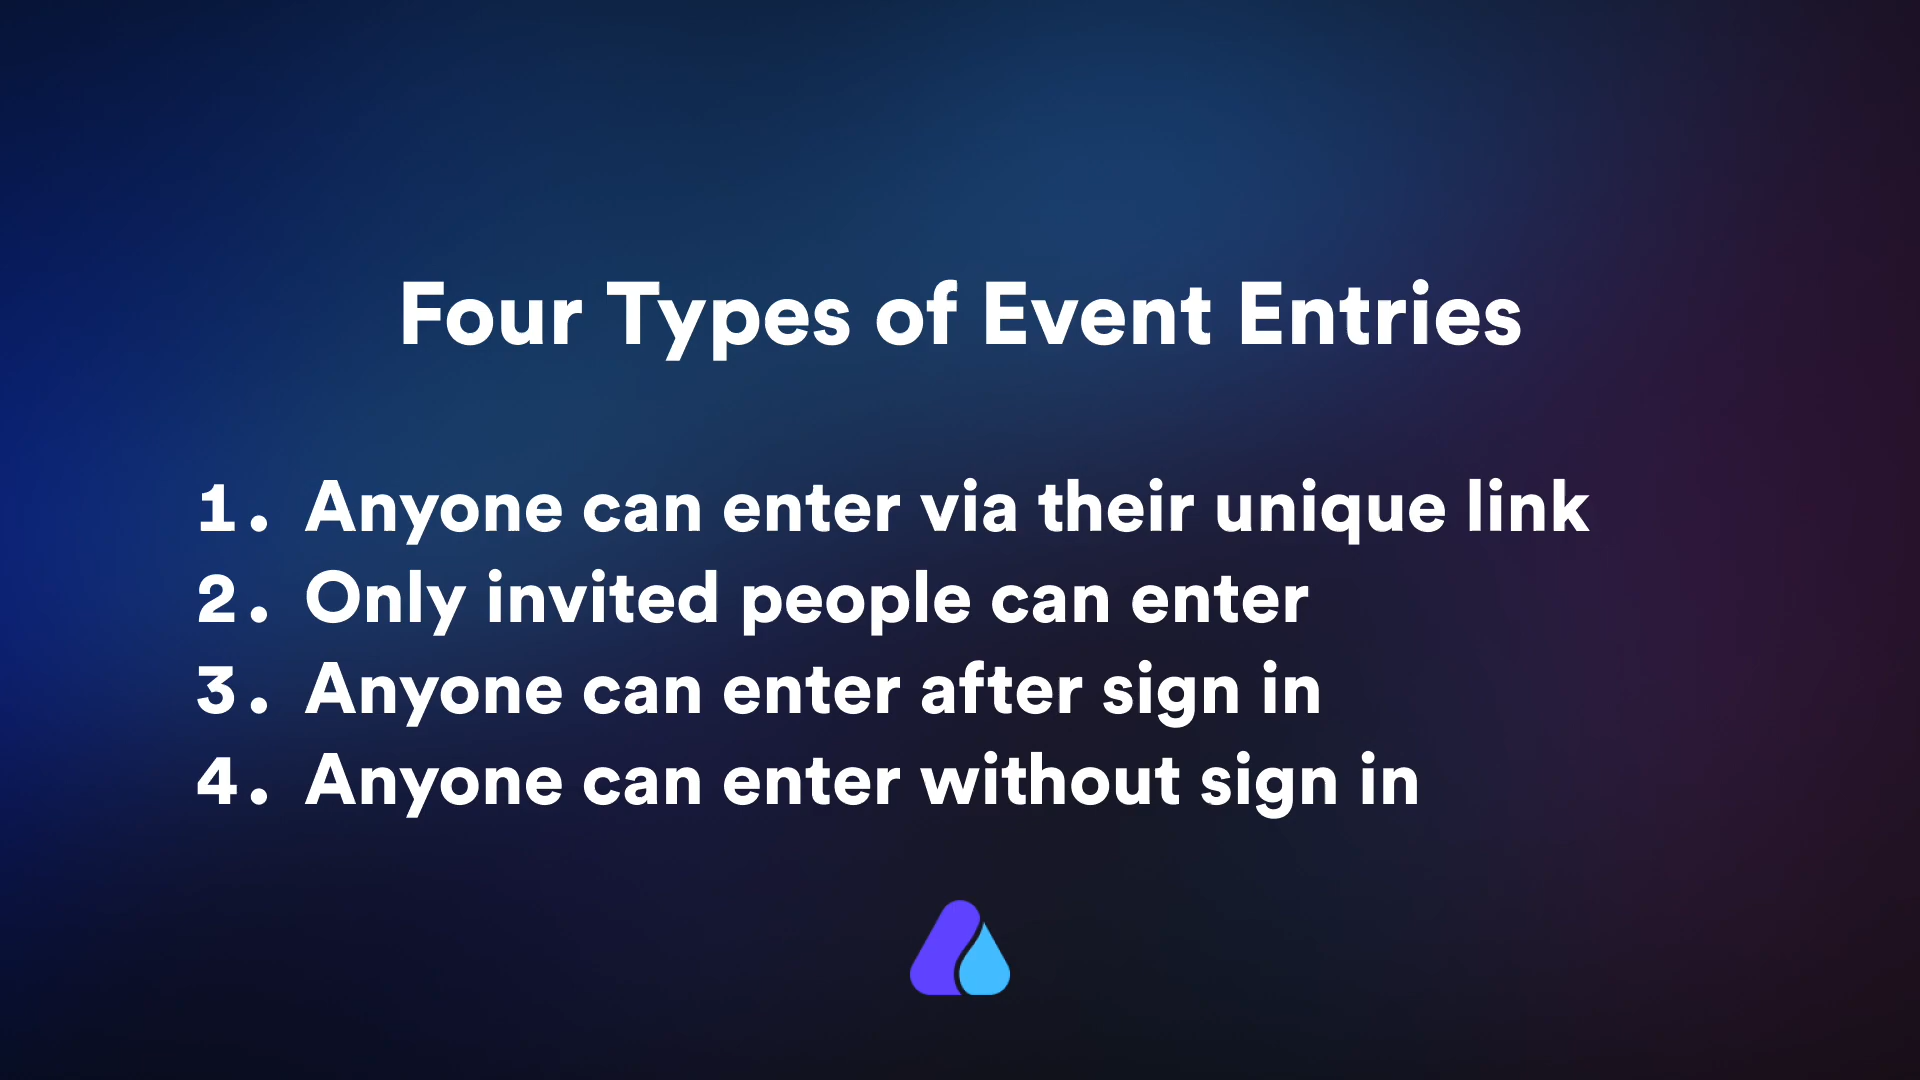 Four Types of Event Entries
1. Anyone can enter via their unique link
2. Only invited people can enter
3. Anyone can enter after sign in
4. Anyone can enter without sign in